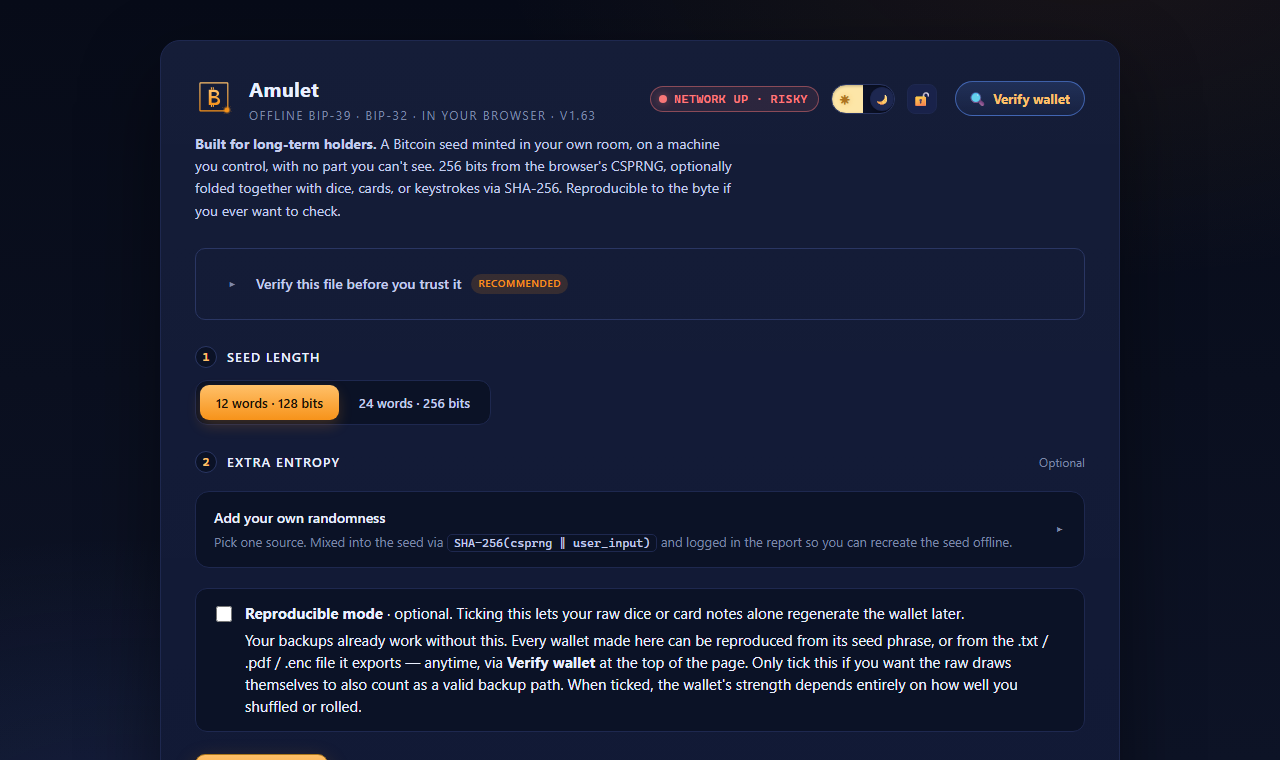 Amulet
OFFLINE BIP-39 · BIP-32 · IN YOUR BROWSER · V1.63
NETWORK UP · RISKY
Verify wallet
Built for long-term holders. A Bitcoin seed minted in your own room, on a machine
you control, with no part you can't see. 256 bits from the browser's CSPRNG, optionally
folded together with dice, cards, or keystrokes via SHA-256. Reproducible to the byte if
you ever want to check.
Verify this file before you trust it RECOMMENDED
1 SEED LENGTH
12 words · 128 bits 24 words · 256 bits
2 EXTRA ENTROPY Optional
Add your own randomness
Pick one source. Mixed into the seed via SHA-256(csprng ‖ user_input) and logged in the report so you can recreate the seed offline.
Reproducible mode · optional. Ticking this lets your raw dice or card notes alone regenerate the wallet later.
Your backups already work without this. Every wallet made here can be reproduced from its seed phrase, or from the .txt /
.pdf / .enc file it exports — anytime, via Verify wallet at the top of the page. Only tick this if you want the raw draws
themselves to also count as a valid backup path. When ticked, the wallet's strength depends entirely on how well you
shuffled or rolled.